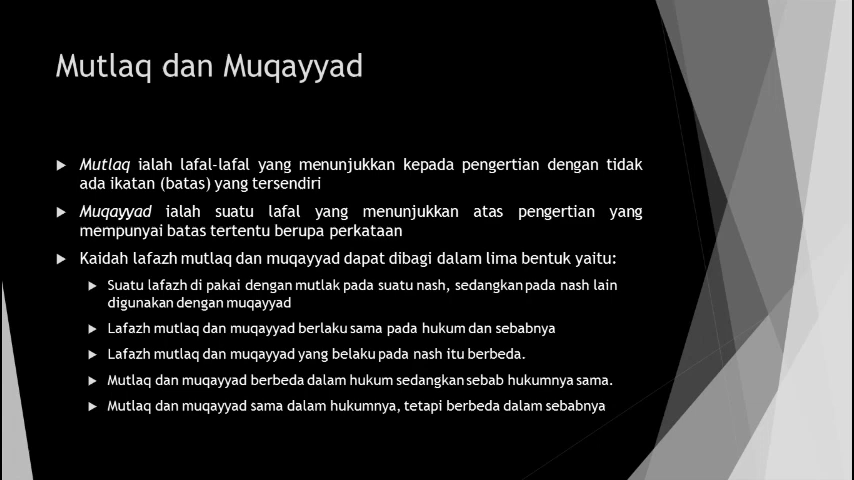 Mutlaq dan Muqayyad
Mutlaq ialah lafal-lafal yang menunjukkan kepada pengertian dengan tidak
ada ikatan (batas) yang tersendiri
Muqayyad ialah suatu lafal yang menunjukkan atas pengertian yang
mempunyai batas tertentu berupa perkataan
Kaidah lafazh mutlaq dan muqayyad dapat dibagi dalam lima bentuk yaitu:
Suatu lafazh di pakai dengan mutlak pada suatu nash, sedangkan pada nash lain
digunakan dengan muqayyad
Lafazh mutlaq dan muqayyad berlaku sama pada hukum dan sebabnya
Lafazh mutlaq dan muqayyad yang belaku pada nash itu berbeda.
Mutlaq dan muqayyad berbeda dalam hukum sedangkan sebab hukumnya sama.
Mutlaq dan muqayyad sama dalam hukumnya, tetapi berbeda dalam sebabnya